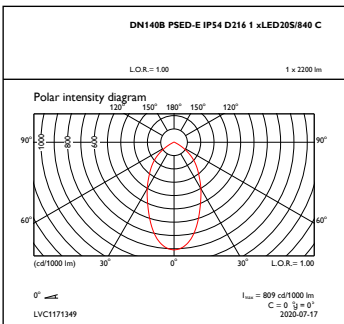 DN140B PSED-E IP54 D216 1 xLED20S/840 C
L.O.R.= 1.00 1 x 2200 lm
Polar intensity diagram
120° 150° 180° 150° 120°
90° 1000 800 600 90°
60° 60°
(cd/1000 lm) 30° 0° 30° L.O.R.= 1.00
0°
Imax = 809 cd/1000 lm
C = 0 = 0°
LVC1171349 2020-07-17